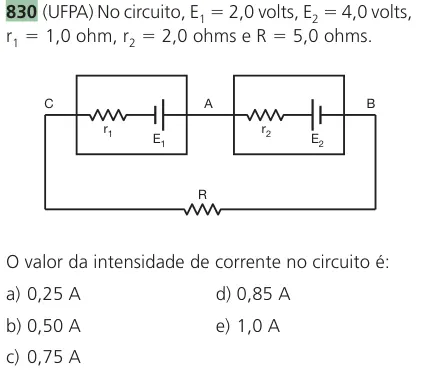 830 (UFPA) No circuito, E₁ = 2,0 volts, E₂ = 4,0 volts,
r₁ = 1,0 ohm, r₂ = 2,0 ohms e R = 5,0 ohms.
C
A
B
r₁
E₁
r₂
E₂
R
O valor da intensidade de corrente no circuito é:
a) 0,25 A
d) 0,85 A
b) 0,50 A
e) 1,0 A
c) 0,75 A